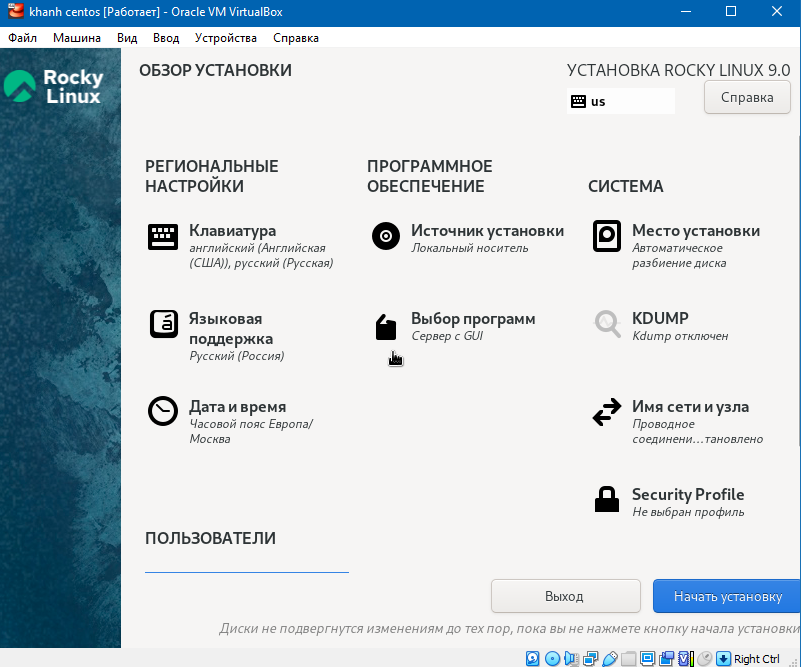 khanh centos [Работает] - Oracle VM VirtualBox
Файл Машина Вид Ввод Устройства Справка
Rocky
Linux
ОБЗОР УСТАНОВКИ
УСТАНОВКА ROCKY LINUX 9.0
us
Справка
РЕГИОНАЛЬНЫЕ
НАСТРОЙКИ
Клавиатура
английский (Английская
(США)), русский (Русская)
Языковая
поддержка
Русский (Россия)
Дата и время
Часовой пояс Европа/
Москва
ПРОГРАММНОЕ
ОБЕСПЕЧЕНИЕ
Источник установки
Локальный носитель
Выбор программ
Сервер с GUI
СИСТЕМА
Место установки
Автоматическое
разбиение диска
KDUMP
Kdump отключен
Имя сети и узла
Проводное
соединени…тановлено
Security Profile
Не выбран профиль
ПОЛЬЗОВАТЕЛИ
Выход
Начать установку
Диски не подвергнутся изменениям до тех пор, пока вы не нажмете кнопку начала установки
Right Ctrl